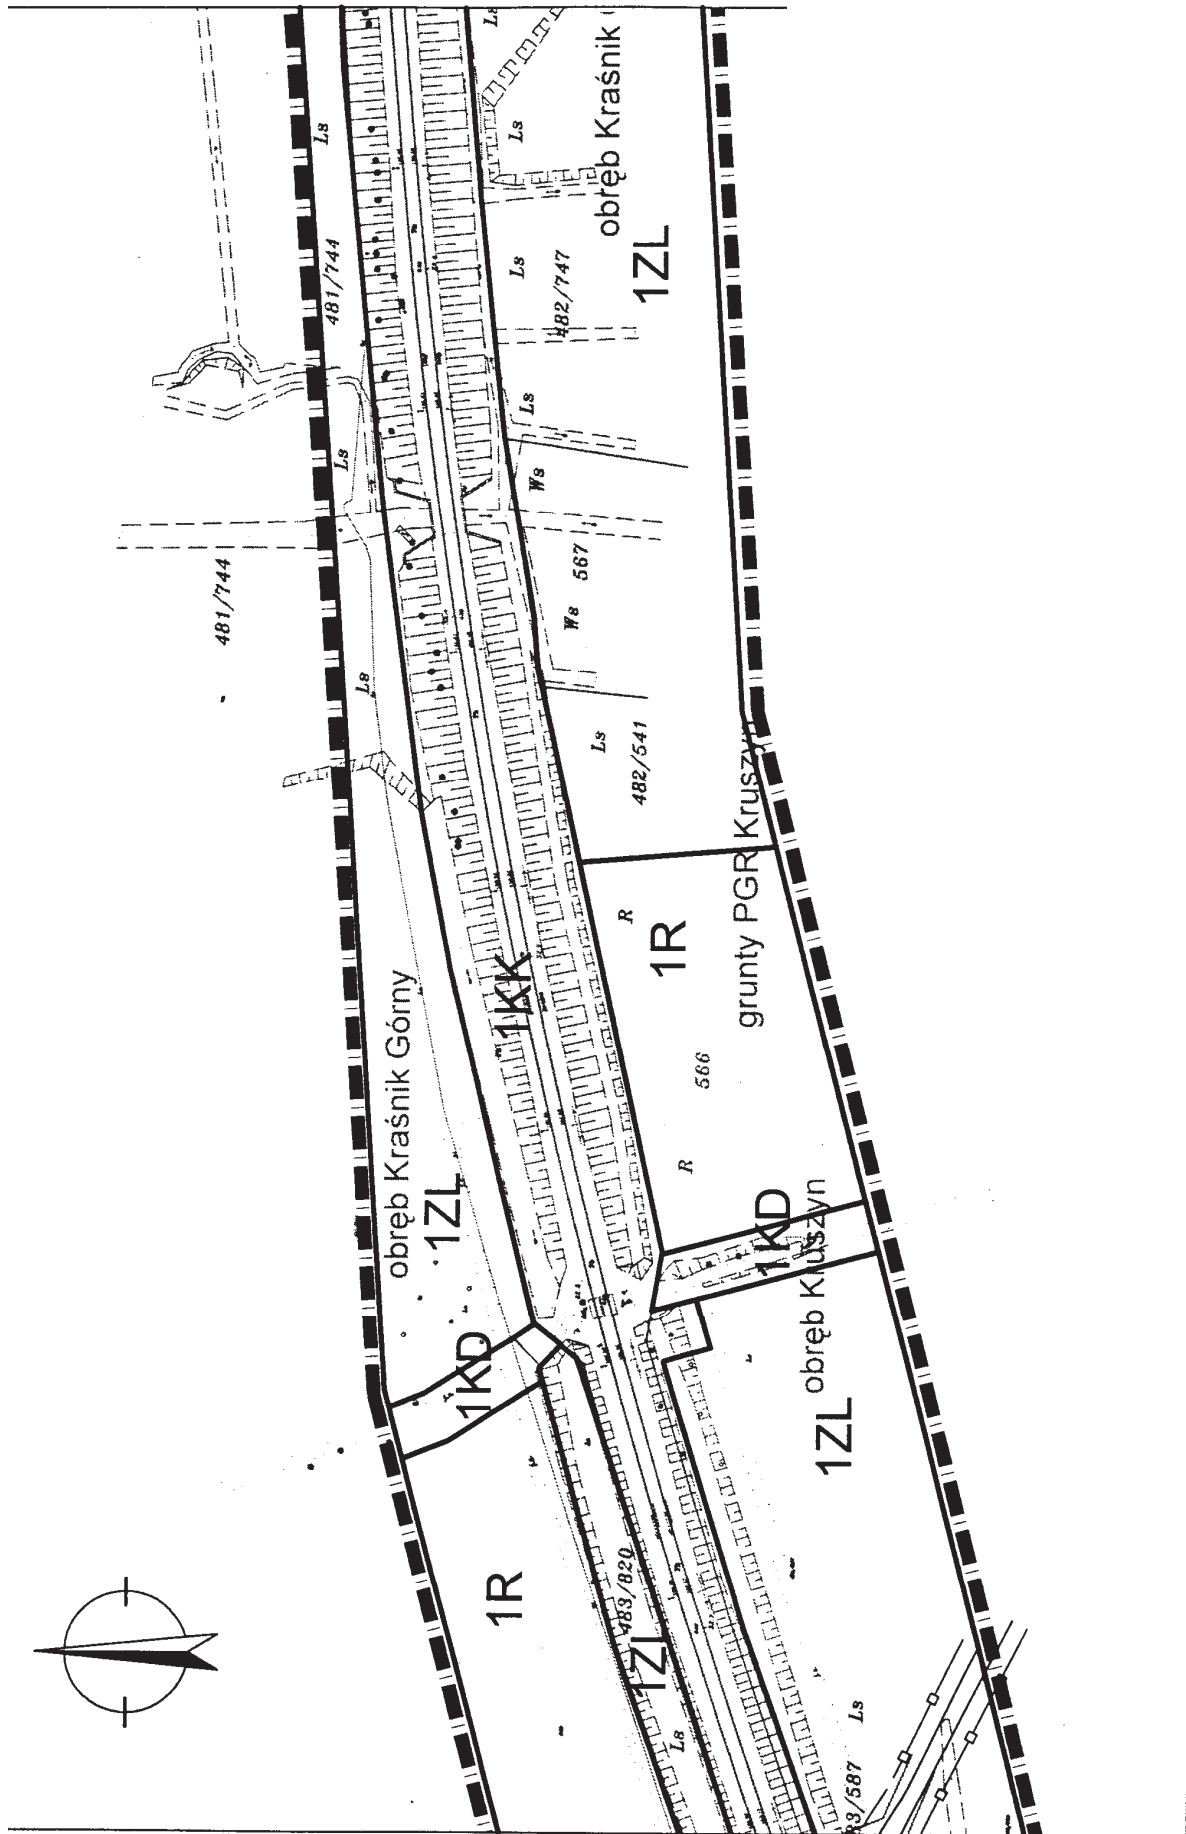 Ls
Ls
obręb Kraśnik
481/744
Ls
482/747
1ZL
Ls
Ls
Ws
481/744
567
Ws
Ls
Ls
482/541
grunty PGR Kruszyn
R
1R
1KK
obręb Kraśnik Górny
566
R
1ZL
1KD
obręb Kruszyn
1KD
1ZL
1R
483/820
1ZL
Ls
Ls
83/587